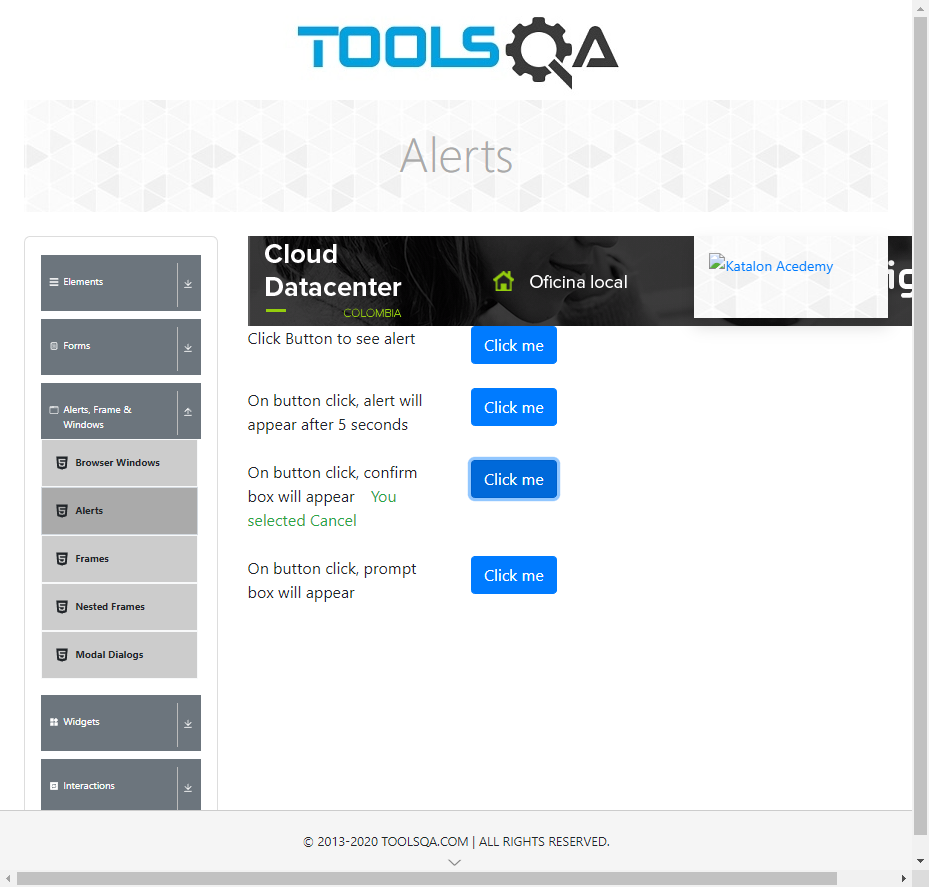 TOOLSQA
Alerts
Elements
Forms
Alerts, Frame &
Windows
Browser Windows
Alerts
Frames
Nested Frames
Modal Dialogs
Widgets
Interactions
Cloud
Datacenter
COLOMBIA
Oficina local
Katalon Acedemy
Click Button to see alert
Click me
On button click, alert will
appear after 5 seconds
Click me
On button click, confirm
box will appear You
selected Cancel
Click me
On button click, prompt
box will appear
Click me
© 2013-2020 TOOLSQA.COM | ALL RIGHTS RESERVED.